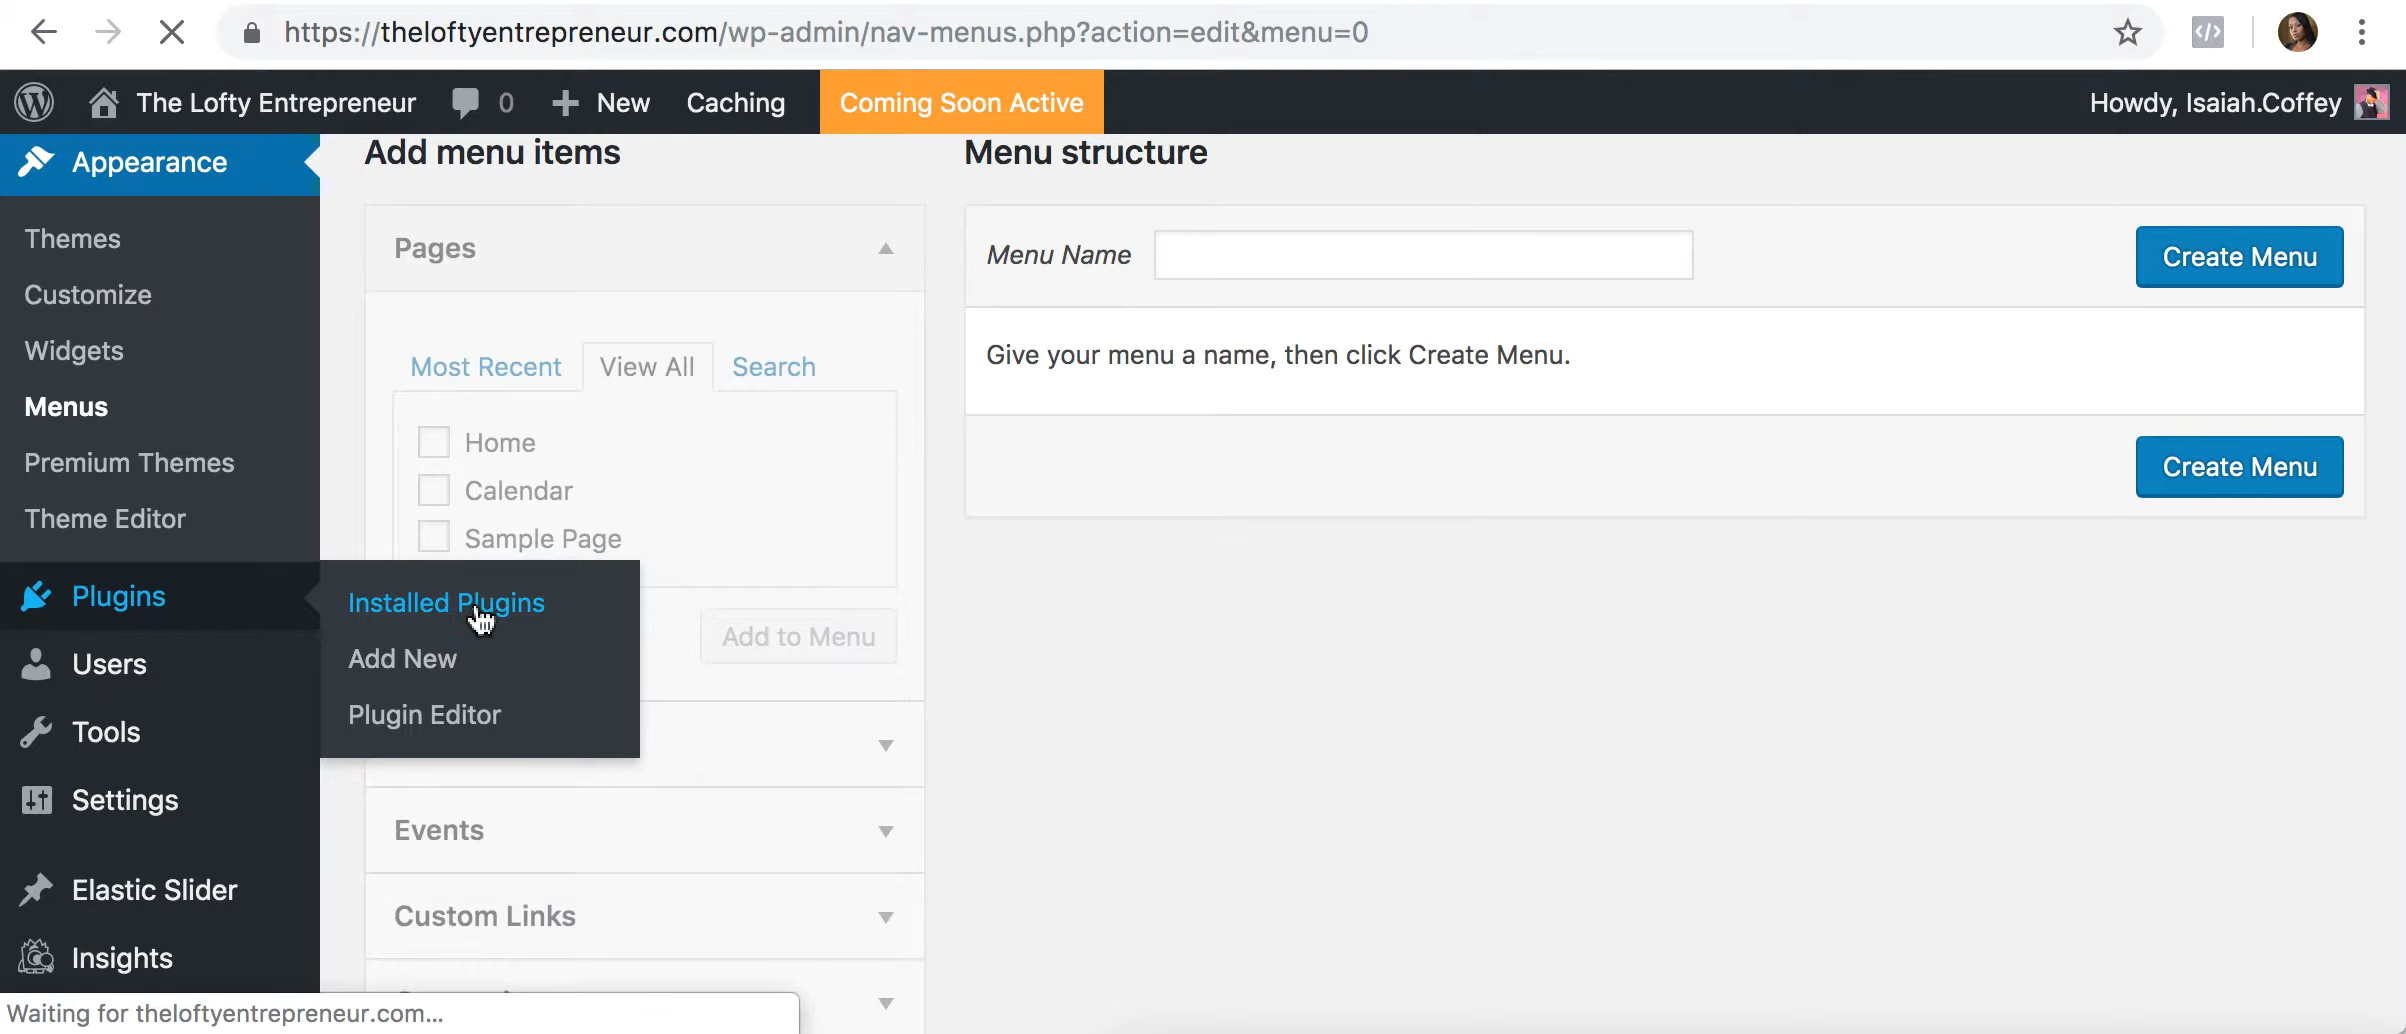 https://theloftyentrepreneur.com/wp-admin/nav-menus.php?action=edit&menu=0
The Lofty Entrepreneur 0 New Caching Coming Soon Active Howdy, Isaiah.Coffey
Appearance
Themes
Customize
Widgets
Menus
Premium Themes
Theme Editor
Plugins
Users
Tools
Settings
Elastic Slider
Insights
Installed Plugins
Add New
Plugin Editor
Add menu items
Pages
Most Recent View All Search
Home
Calendar
Sample Page
Add to Menu
Events
Custom Links
Menu structure
Menu Name Create Menu
Give your menu a name, then click Create Menu.
Create Menu
Waiting for theloftyentrepreneur.com...